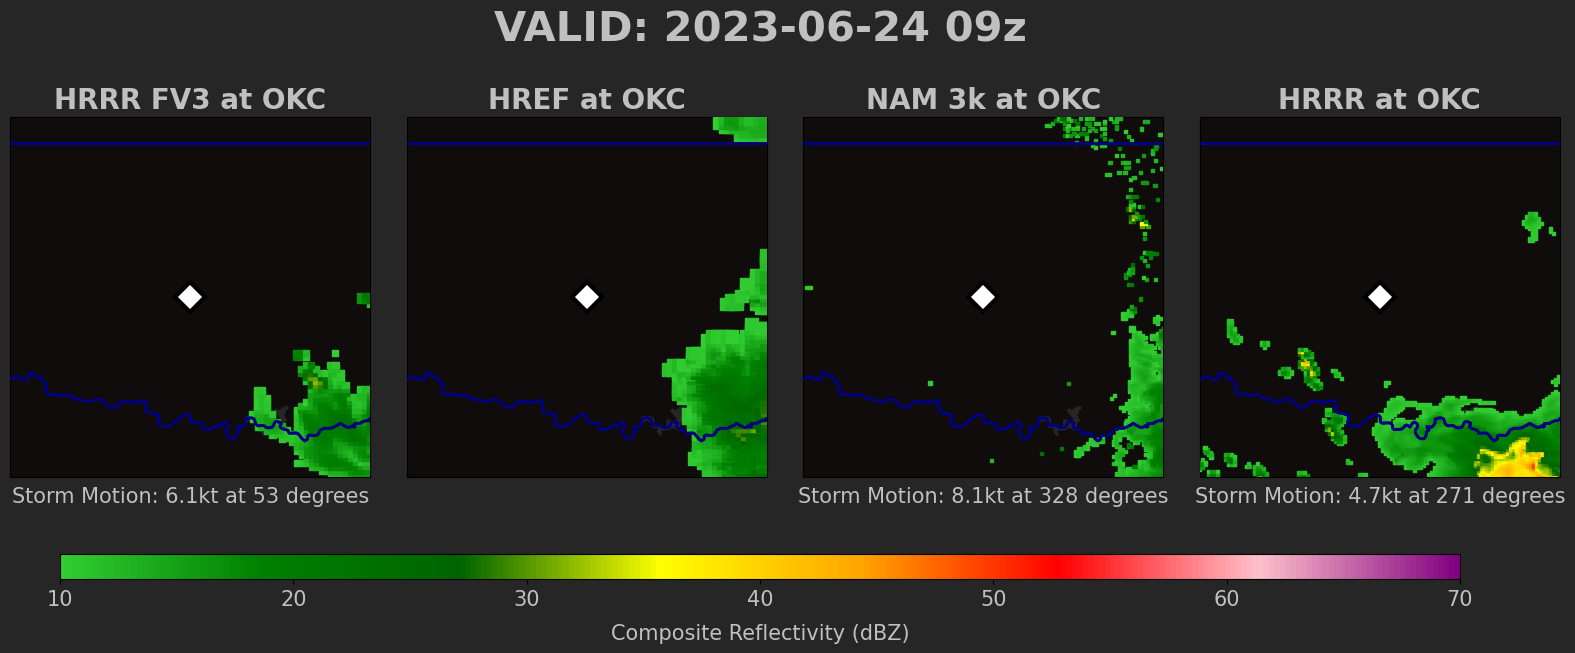 VALID: 2023-06-24 09z
HRRR FV3 at OKC
HREF at OKC
NAM 3k at OKC
HRRR at OKC
Storm Motion: 6.1kt at 53 degrees
Storm Motion: 8.1kt at 328 degrees
Storm Motion: 4.7kt at 271 degrees
10 20 30 40 50 60 70
Composite Reflectivity (dBZ)